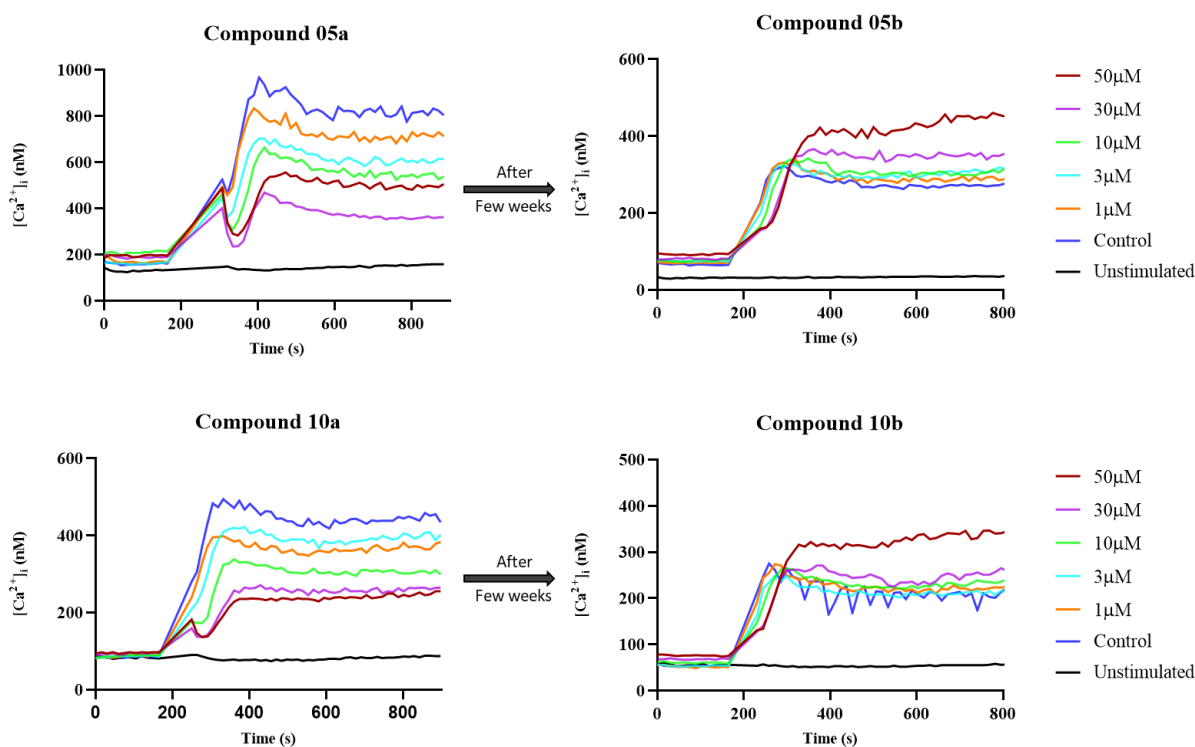 Compound 05a
[Ca²⁺]ᵢ (nM)
1000
800
600
400
200
0
0 200 400 600 800
Time (s)
After
Few weeks
Compound 05b
[Ca²⁺]ᵢ (nM)
600
400
200
0
0 200 400 600 800
Time (s)
50μM
30μM
10μM
3μM
1μM
Control
Unstimulated
Compound 10a
[Ca²⁺]ᵢ (nM)
600
400
200
0
0 200 400 600 800
Time (s)
After
Few weeks
Compound 10b
[Ca²⁺]ᵢ (nM)
500
400
300
200
100
0
0 200 400 600 800
Time (s)
50μM
30μM
10μM
3μM
1μM
Control
Unstimulated